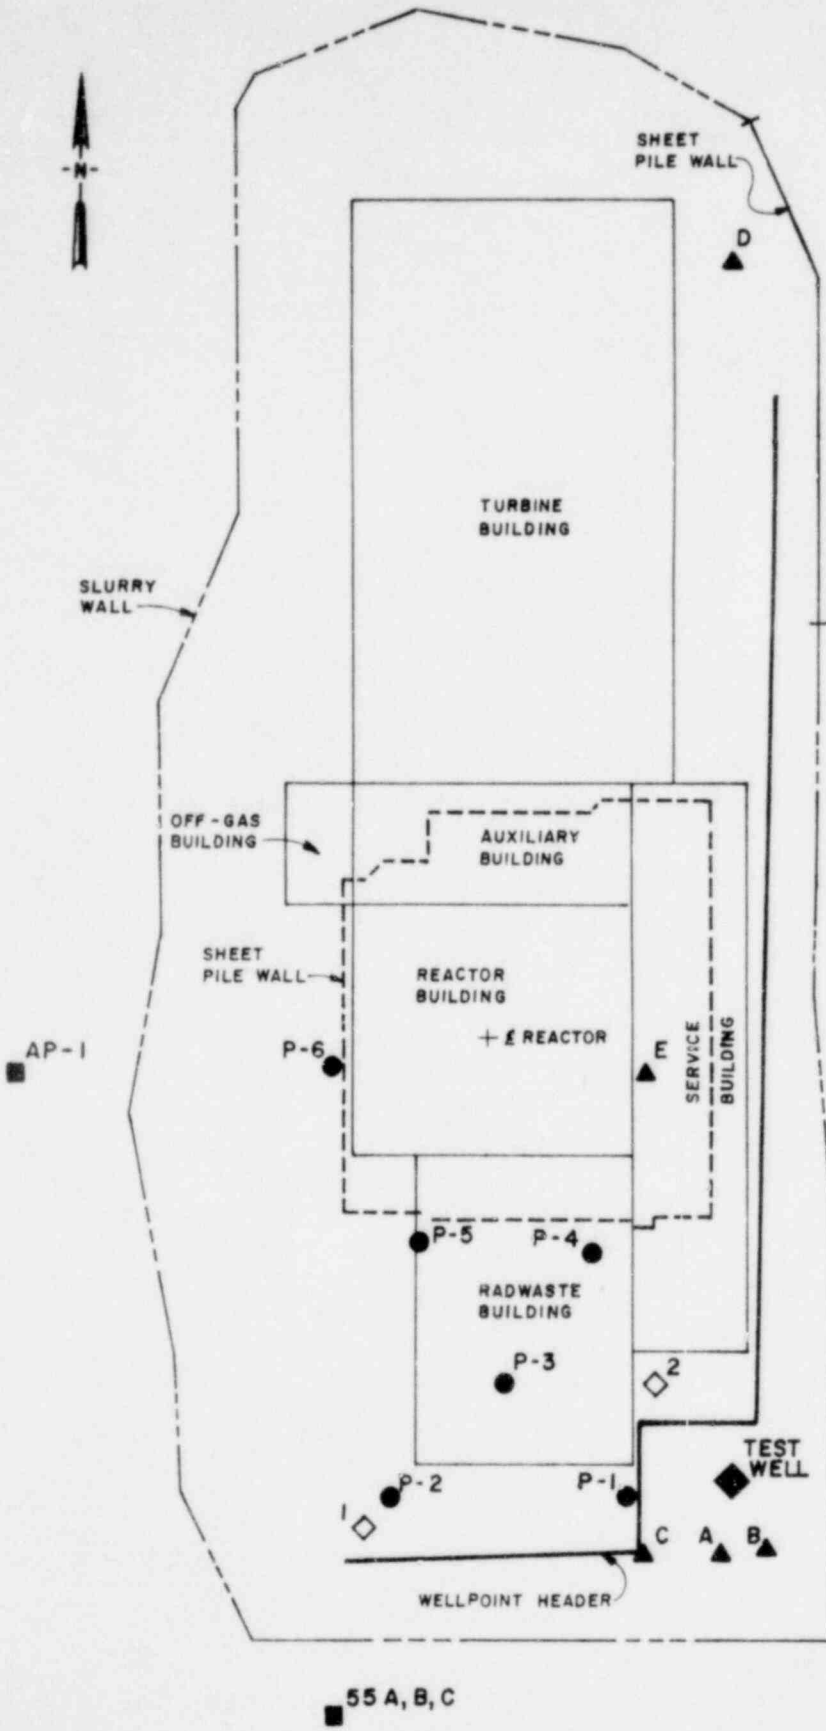 SHEET
PILE WALL
-N-
D
TURBINE
BUILDING
SLURRY
WALL
OFF-GAS
BUILDING
AUXILIARY
BUILDING
SHEET
PILE WALL
REACTOR
BUILDING
SERVICE
BUILDING
AP-1
P-6
℄ REACTOR
E
P-5
P-4
RADWASTE
BUILDING
P-3
2
TEST
WELL
P-2
P-1
1
C
A
B
WELLPOINT HEADER
55 A, B, C